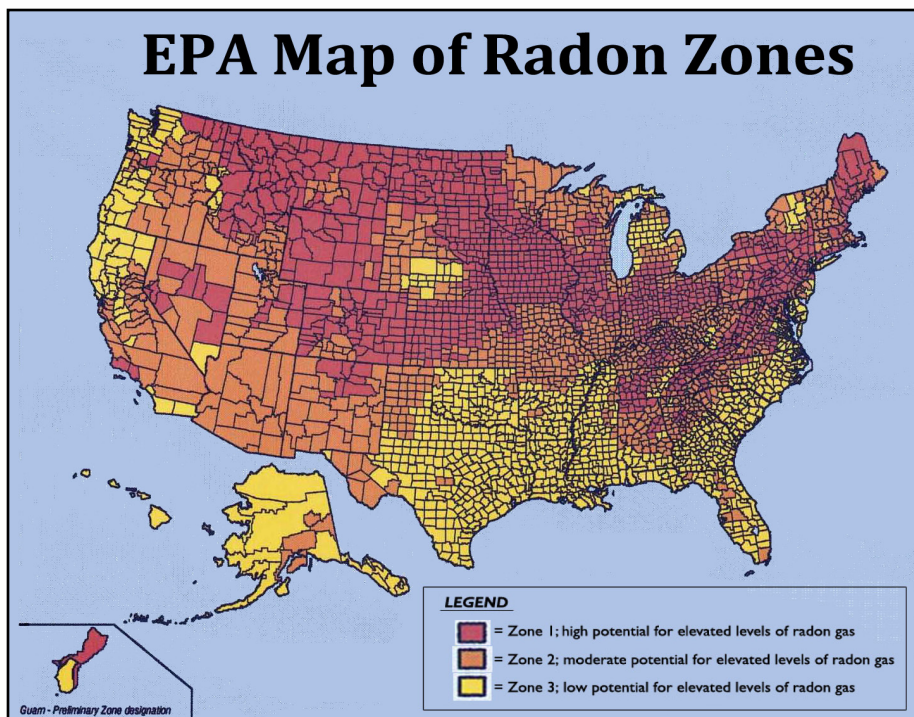 EPA Map of Radon Zones
LEGEND
= Zone 1; high potential for elevated levels of radon gas
= Zone 2; moderate potential for elevated levels of radon gas
= Zone 3; low potential for elevated levels of radon gas
Guam - Preliminary Zone designation